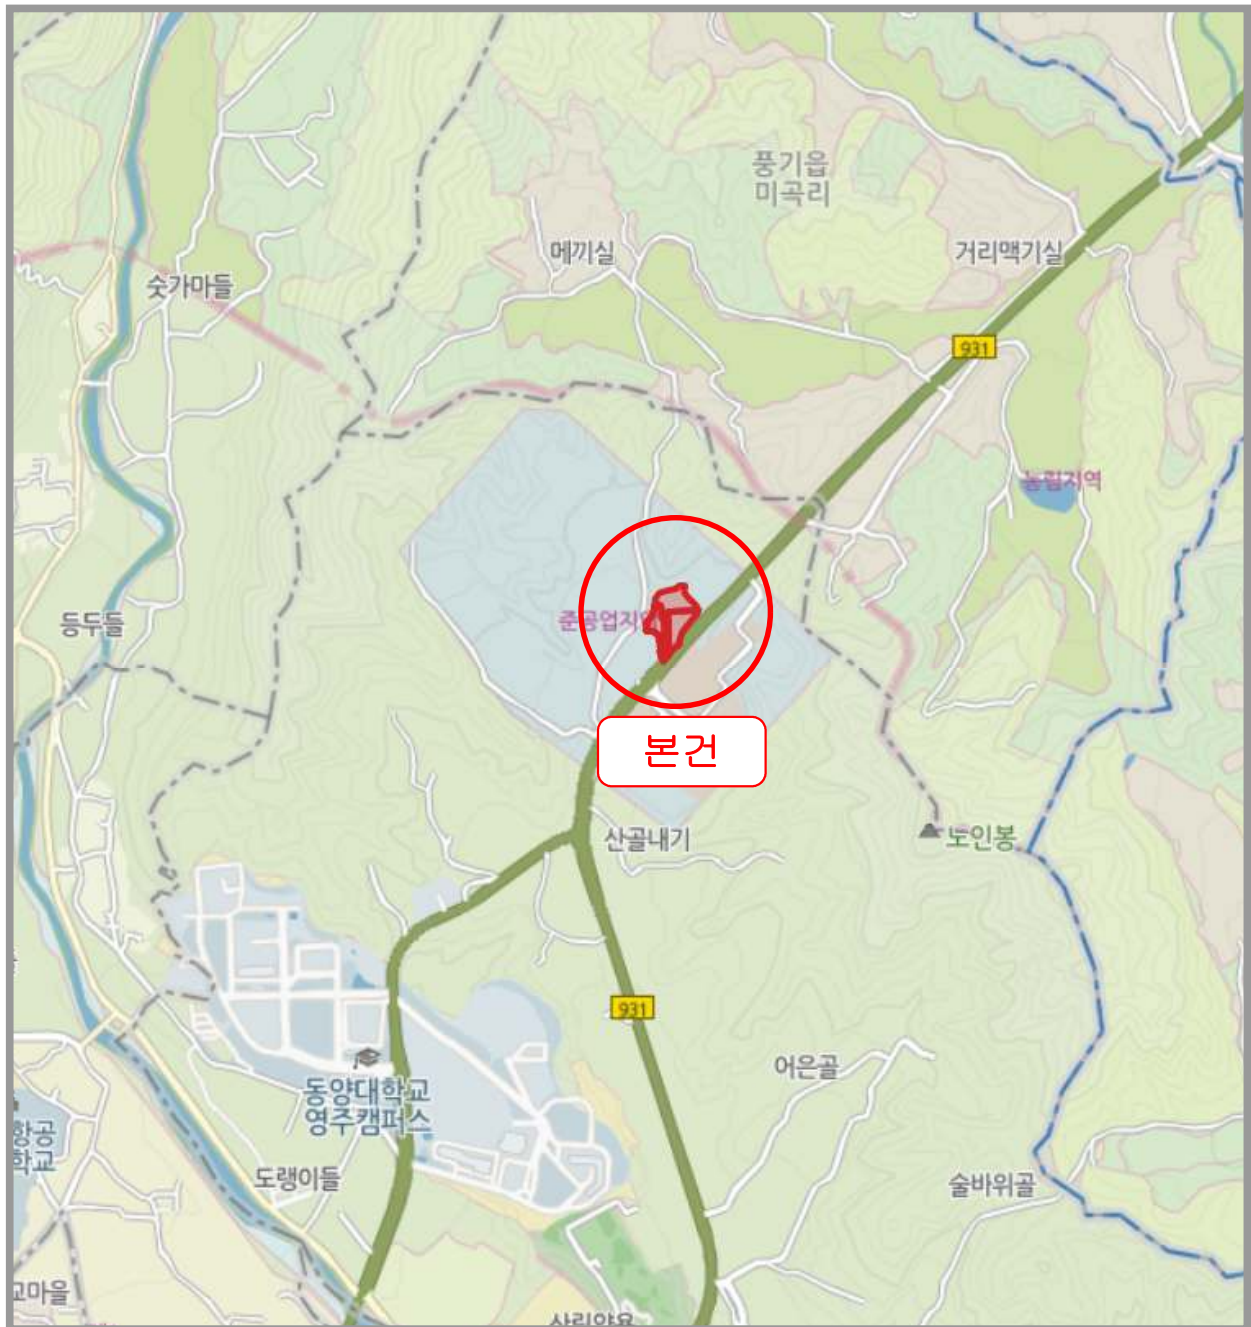 풍기읍
미곡리
메끼실
거리맥기실
숫가마들
931
농림지역
준공업지
등두들
본건
산골내기
노인봉
931
어은골
동양대학교
영주캠퍼스
항공
학교
도랭이들
술바위골
교마을